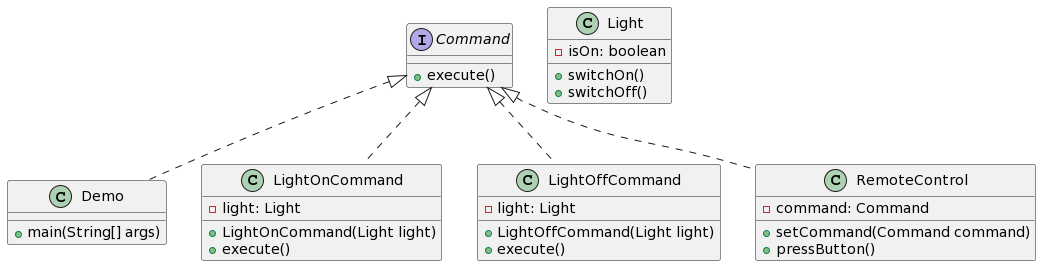 I Command
+ execute()
C Light
isOn: boolean
+ switchOn()
+ switchOff()
C Demo
+ main(String[] args)
C LightOnCommand
light: Light
+ LightOnCommand(Light light)
+ execute()
C LightOffCommand
light: Light
+ LightOffCommand(Light light)
+ execute()
C RemoteControl
command: Command
+ setCommand(Command command)
+ pressButton()